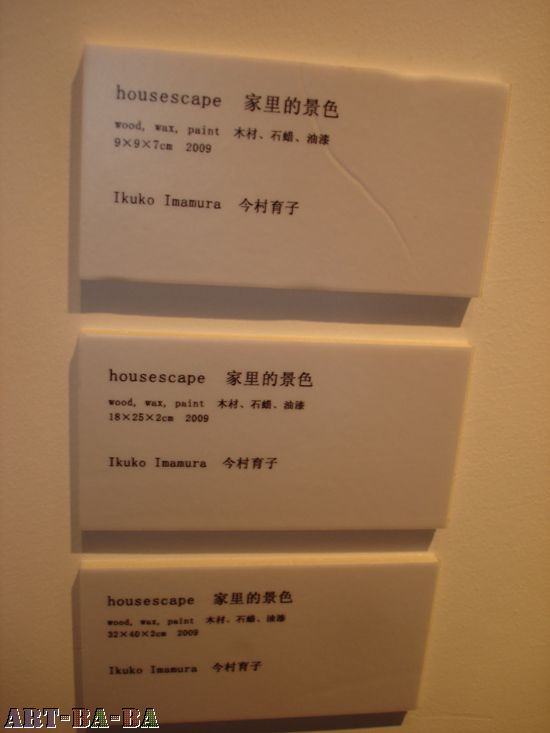 housescape 家里的景色
wood, wax, paint 木材、石蜡、油漆
9×9×7cm 2009
Ikuko Imamura 今村育子
housescape 家里的景色
wood, wax, paint 木材、石蜡、油漆
18×25×2cm 2009
Ikuko Imamura 今村育子
housescape 家里的景色
wood, wax, paint 木材、石蜡、油漆
32×40×2cm 2009
Ikuko Imamura 今村育子
ART-BA-BA